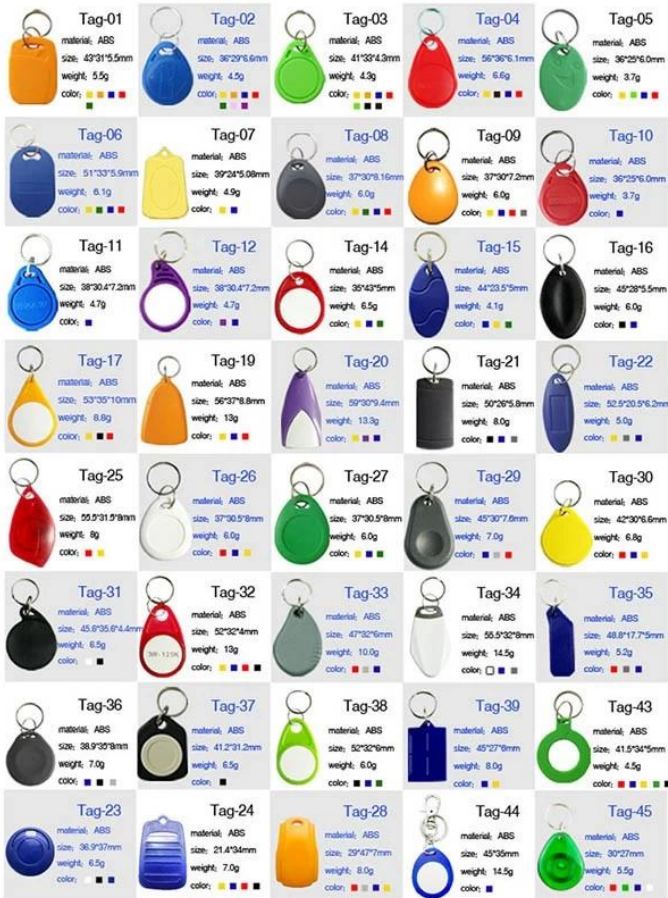 Tag-01
material: ABS
size: 43*31*5.5mm
weight: 5.5g
color:
Tag-02
material: ABS
size: 36*29*6.6mm
weight: 4.5g
color:
Tag-03
material: ABS
size: 41*33*4.3mm
weight: 4.3g
color:
Tag-04
material: ABS
size: 56*36*6.1mm
weight: 6.6g
color:
Tag-05
material: ABS
size: 36*25*6.0mm
weight: 3.7g
color:
Tag-06
material: ABS
size: 51*33*5.9mm
weight: 6.1g
color:
Tag-07
material: ABS
size: 39*24*5.08mm
weight: 4.9g
color:
Tag-08
material: ABS
size: 37*30*8.16mm
weight: 6.0g
color:
Tag-09
material: ABS
size: 37*30*7.2mm
weight: 6.0g
color:
Tag-10
material: ABS
size: 36*25*6.0mm
weight: 3.7g
color:
Tag-11
material: ABS
size: 38*30.4*7.2mm
weight: 4.7g
color:
Tag-12
material: ABS
size: 38*30.4*7.2mm
weight: 4.7g
color:
Tag-14
material: ABS
size: 35*43*5mm
weight: 6.5g
color:
Tag-15
material: ABS
size: 44*23.5*5mm
weight: 4.1g
color:
Tag-16
material: ABS
size: 45*28*5.5mm
weight: 6.0g
color:
Tag-17
material: ABS
size: 53*35*10mm
weight: 8.8g
color:
Tag-19
material: ABS
size: 56*37*8.8mm
weight: 13g
color:
Tag-20
material: ABS
size: 59*30*9.4mm
weight: 13.3g
color:
Tag-21
material: ABS
size: 50*26*5.8mm
weight: 8.0g
color:
Tag-22
material: ABS
size: 52.5*20.5*6.2mm
weight: 5.0g
color:
Tag-25
material: ABS
size: 55.5*31.5*8mm
weight: 8g
color:
Tag-26
material: ABS
size: 37*30.5*8mm
weight: 6.0g
color:
Tag-27
material: ABS
size: 37*30.5*8mm
weight: 6.0g
color:
Tag-29
material: ABS
size: 45*30*7.6mm
weight: 7.0g
color:
Tag-30
material: ABS
size: 42*30*6.6mm
weight: 6.8g
color:
Tag-31
material: ABS
size: 45.6*35.6*4.4mm
weight: 6.5g
color:
Tag-32
material: ABS
size: 52*32*4mm
weight: 13g
color:
Tag-33
material: ABS
size: 47*32*6mm
weight: 10.0g
color:
Tag-34
material: ABS
size: 55.5*32*8mm
weight: 14.5g
color:
Tag-35
material: ABS
size: 48.8*17.7*5mm
weight: 5.2g
color:
Tag-36
material: ABS
size: 38.9*35*8mm
weight: 7.0g
color:
Tag-37
material: ABS
size: 41.2*31.2mm
weight: 6.5g
color:
Tag-38
material: ABS
size: 52*32*6mm
weight: 6.0g
color:
Tag-39
material: ABS
size: 45*27*6mm
weight: 8.0g
color:
Tag-43
material: ABS
size: 41.5*34*5mm
weight: 4.5g
color:
Tag-23
material: ABS
size: 36.9*37mm
weight: 6.5g
color:
Tag-24
material: ABS
size: 21.4*34mm
weight: 7.0g
color:
Tag-28
material: ABS
size: 29*47*7mm
weight: 8.0g
color:
Tag-44
material: ABS
size: 45*35mm
weight: 14.5g
color:
Tag-45
material: ABS
size: 30*27mm
weight: 5.5g
color: